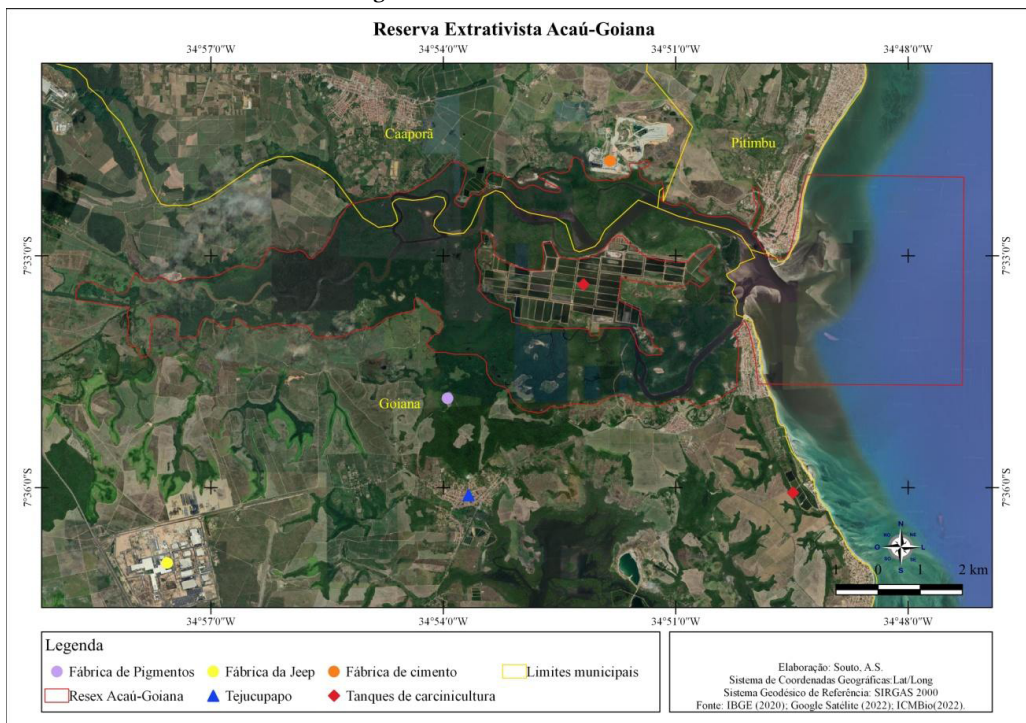 Reserva Extrativista Acaú-Goiana
34°57'0"W 34°54'0"W 34°51'0"W 34°48'0"W
Caaporã
Pitimbu
7°33'0"S 7°33'0"S
Goiana
7°36'0"S 7°36'0"S
N
O L
S
1 0 1 2 km
34°57'0"W 34°54'0"W 34°51'0"W 34°48'0"W
Legenda
Fábrica de Pigmentos Fábrica da Jeep Fábrica de cimento Limites municipais
Resex Acaú-Goiana Tejucupapo Tanques de carcinicultura
Elaboração: Souto, A.S.
Sistema de Coordenadas Geográficas:Lat/Long
Sistema Geodésico de Referência: SIRGAS 2000
Fonte: IBGE (2020); Google Satélite (2022); ICMBio(2022).